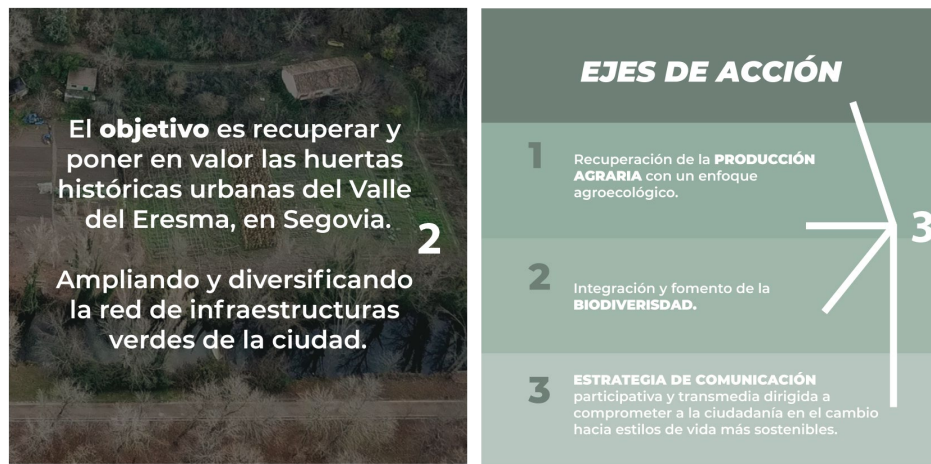 El objetivo es recuperar y
poner en valor las huertas
históricas urbanas del Valle
del Eresma, en Segovia.
2
Ampliando y diversificando
la red de infraestructuras
verdes de la ciudad.
EJES DE ACCIÓN
1
Recuperación de la PRODUCCIÓN
AGRARIA con un enfoque
agroecológico.
3
2
Integración y fomento de la
BIODIVERISDAD.
3
ESTRATEGIA DE COMUNICACIÓN
participativa y transmedia dirigida a
comprometer a la ciudadanía en el cambio
hacia estilos de vida más sostenibles.